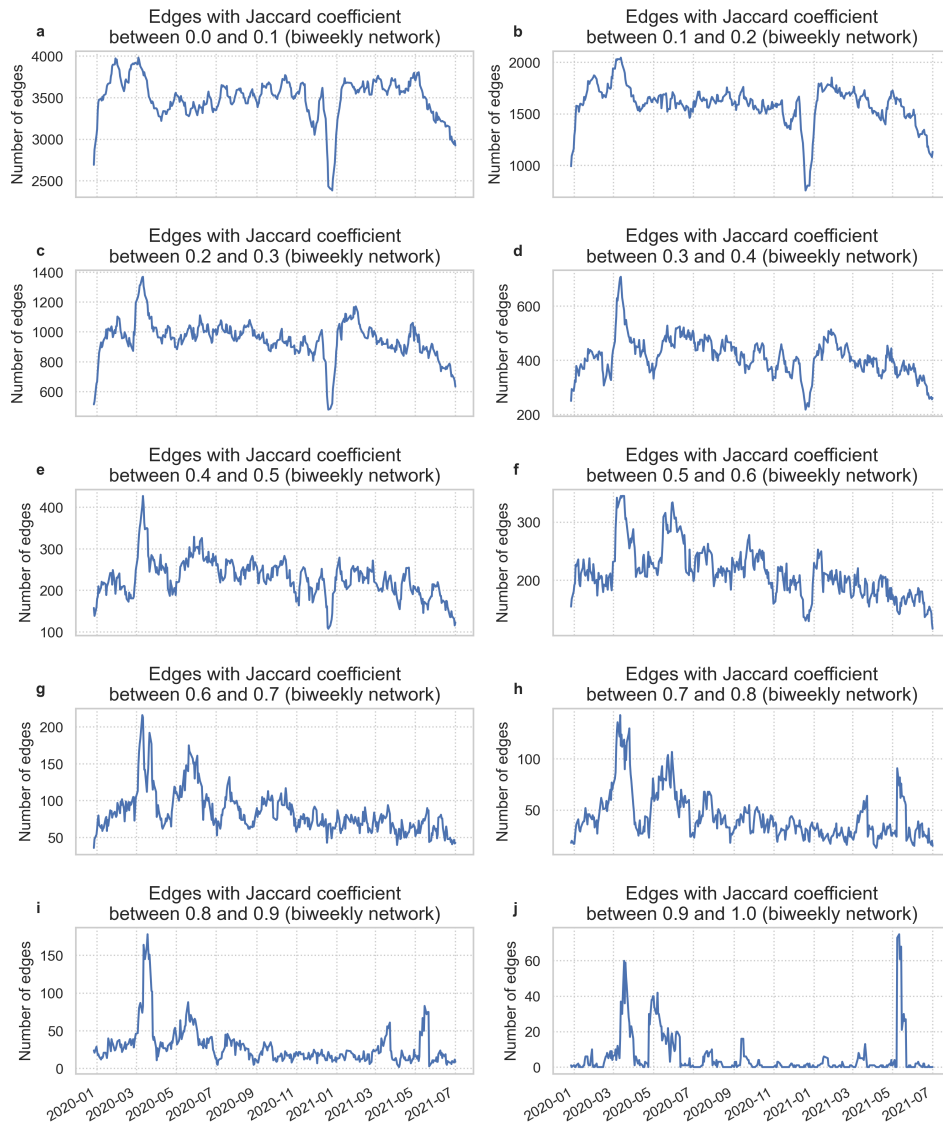 a
Edges with Jaccard coefficient
between 0.0 and 0.1 (biweekly network)
Number of edges
4000
3500
3000
2500
b
Edges with Jaccard coefficient
between 0.1 and 0.2 (biweekly network)
Number of edges
2000
1500
1000
c
Edges with Jaccard coefficient
between 0.2 and 0.3 (biweekly network)
Number of edges
1400
1200
1000
800
600
d
Edges with Jaccard coefficient
between 0.3 and 0.4 (biweekly network)
Number of edges
600
400
200
e
Edges with Jaccard coefficient
between 0.4 and 0.5 (biweekly network)
Number of edges
400
300
200
100
f
Edges with Jaccard coefficient
between 0.5 and 0.6 (biweekly network)
Number of edges
300
200
g
Edges with Jaccard coefficient
between 0.6 and 0.7 (biweekly network)
Number of edges
200
150
100
50
h
Edges with Jaccard coefficient
between 0.7 and 0.8 (biweekly network)
Number of edges
100
50
i
Edges with Jaccard coefficient
between 0.8 and 0.9 (biweekly network)
Number of edges
150
100
50
0
2020-01
2020-03
2020-05
2020-07
2020-09
2020-11
2021-01
2021-03
2021-05
2021-07
j
Edges with Jaccard coefficient
between 0.9 and 1.0 (biweekly network)
Number of edges
60
40
20
0
2020-01
2020-03
2020-05
2020-07
2020-09
2020-11
2021-01
2021-03
2021-05
2021-07